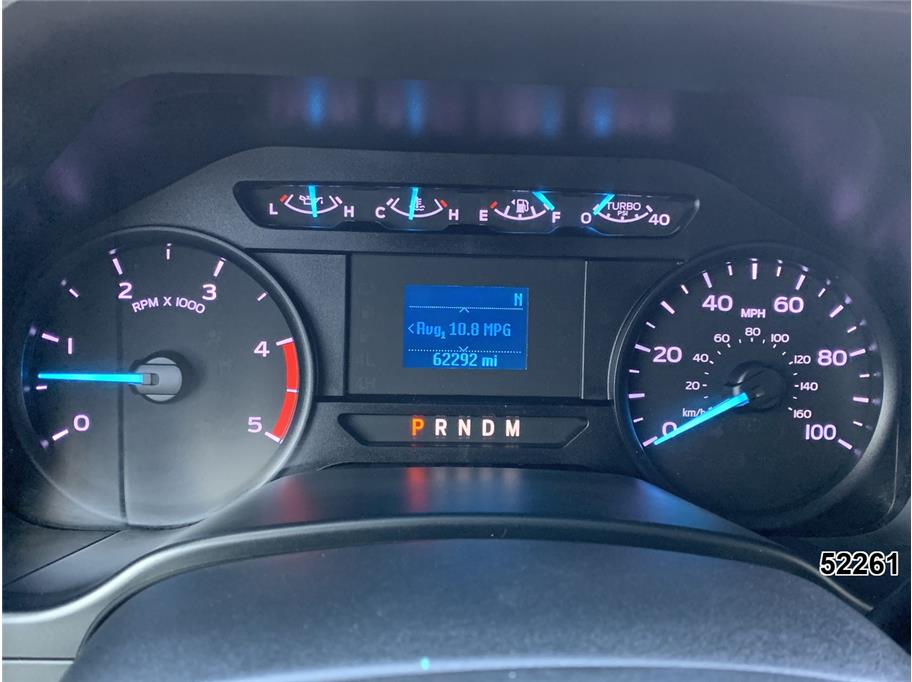 L H C H E F 0 TURBO PSI 40
0 1 2 3 4 5
RPM X 1000
N
<Avg1 10.8 MPG
62292 mi
P R N D M
0 20 40 60 80 100
MPH
20 40 60 80 100 120 140 160
km/h
52261